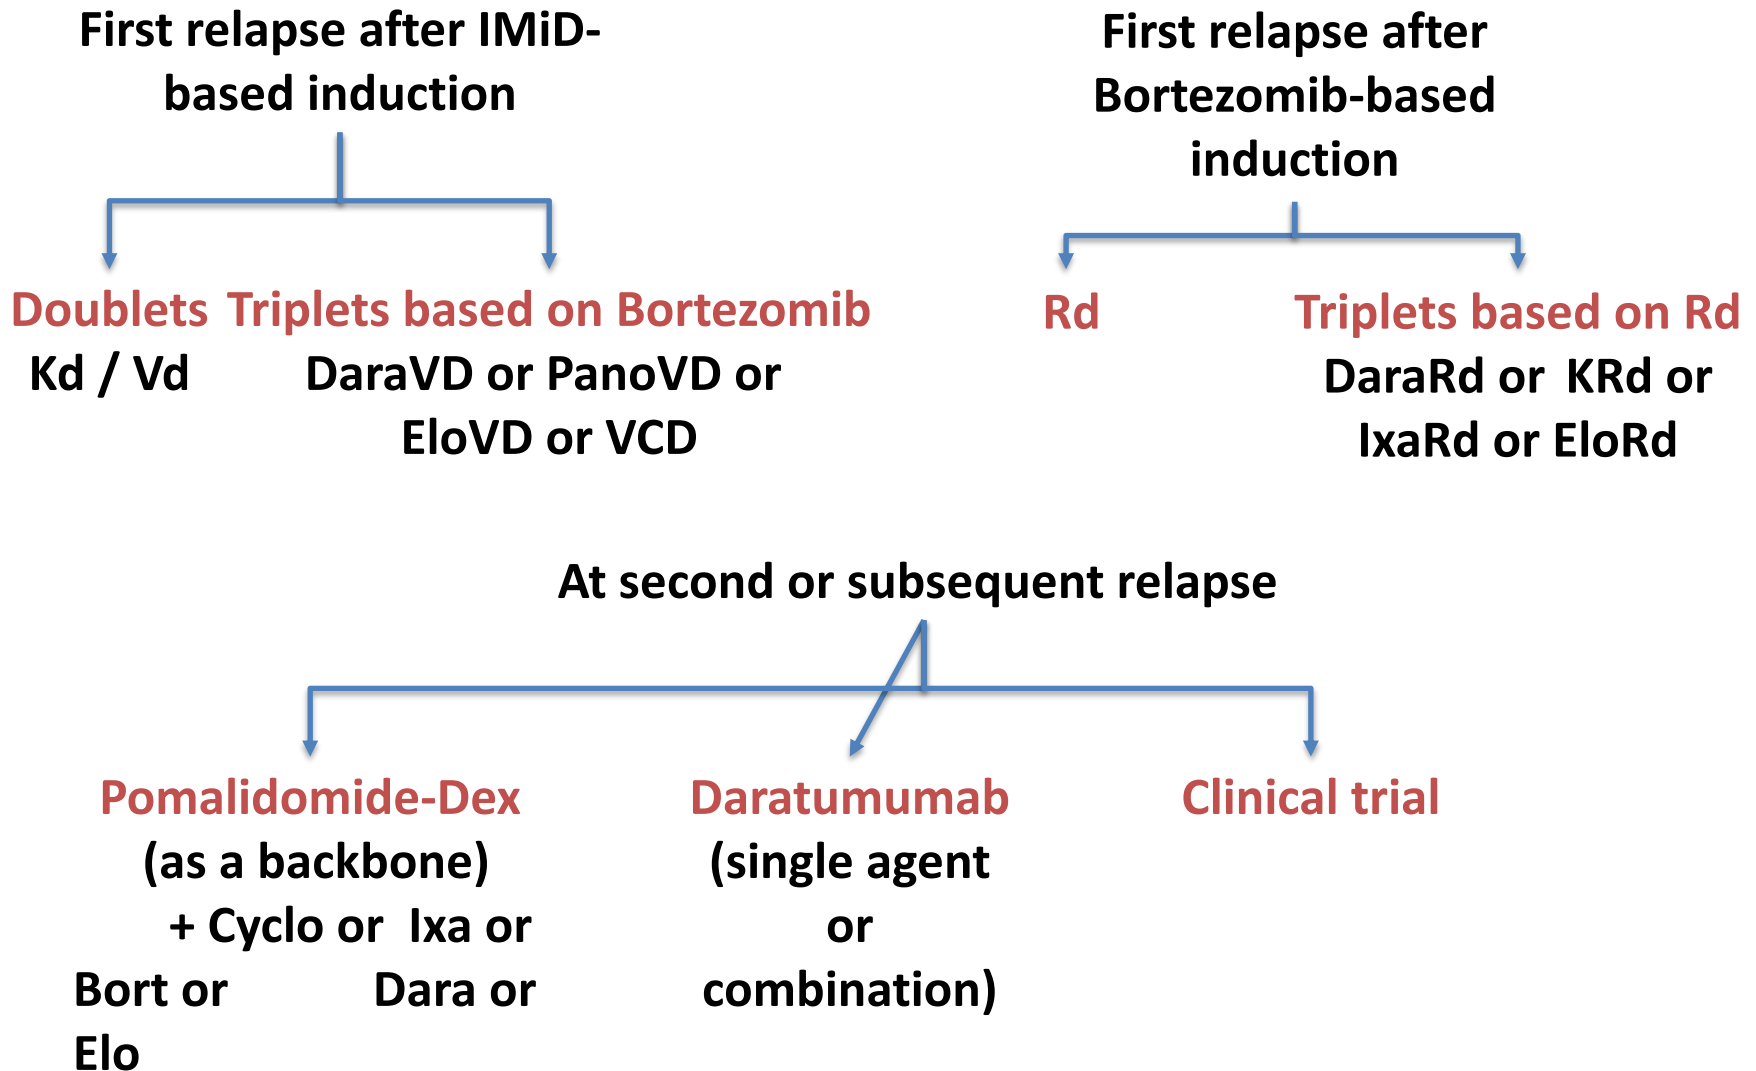 First relapse after IMiD-
based induction
Doublets
Kd / Vd
Triplets based on Bortezomib
DaraVD or PanoVD or
EloVD or VCD
First relapse after
Bortezomib-based
induction
Rd
Triplets based on Rd
DaraRd or KRd or
IxaRd or EloRd
At second or subsequent relapse
Pomalidomide-Dex
(as a backbone)
+ Cyclo or Ixa or
Bort or Dara or
Elo
Daratumumab
(single agent
or
combination)
Clinical trial